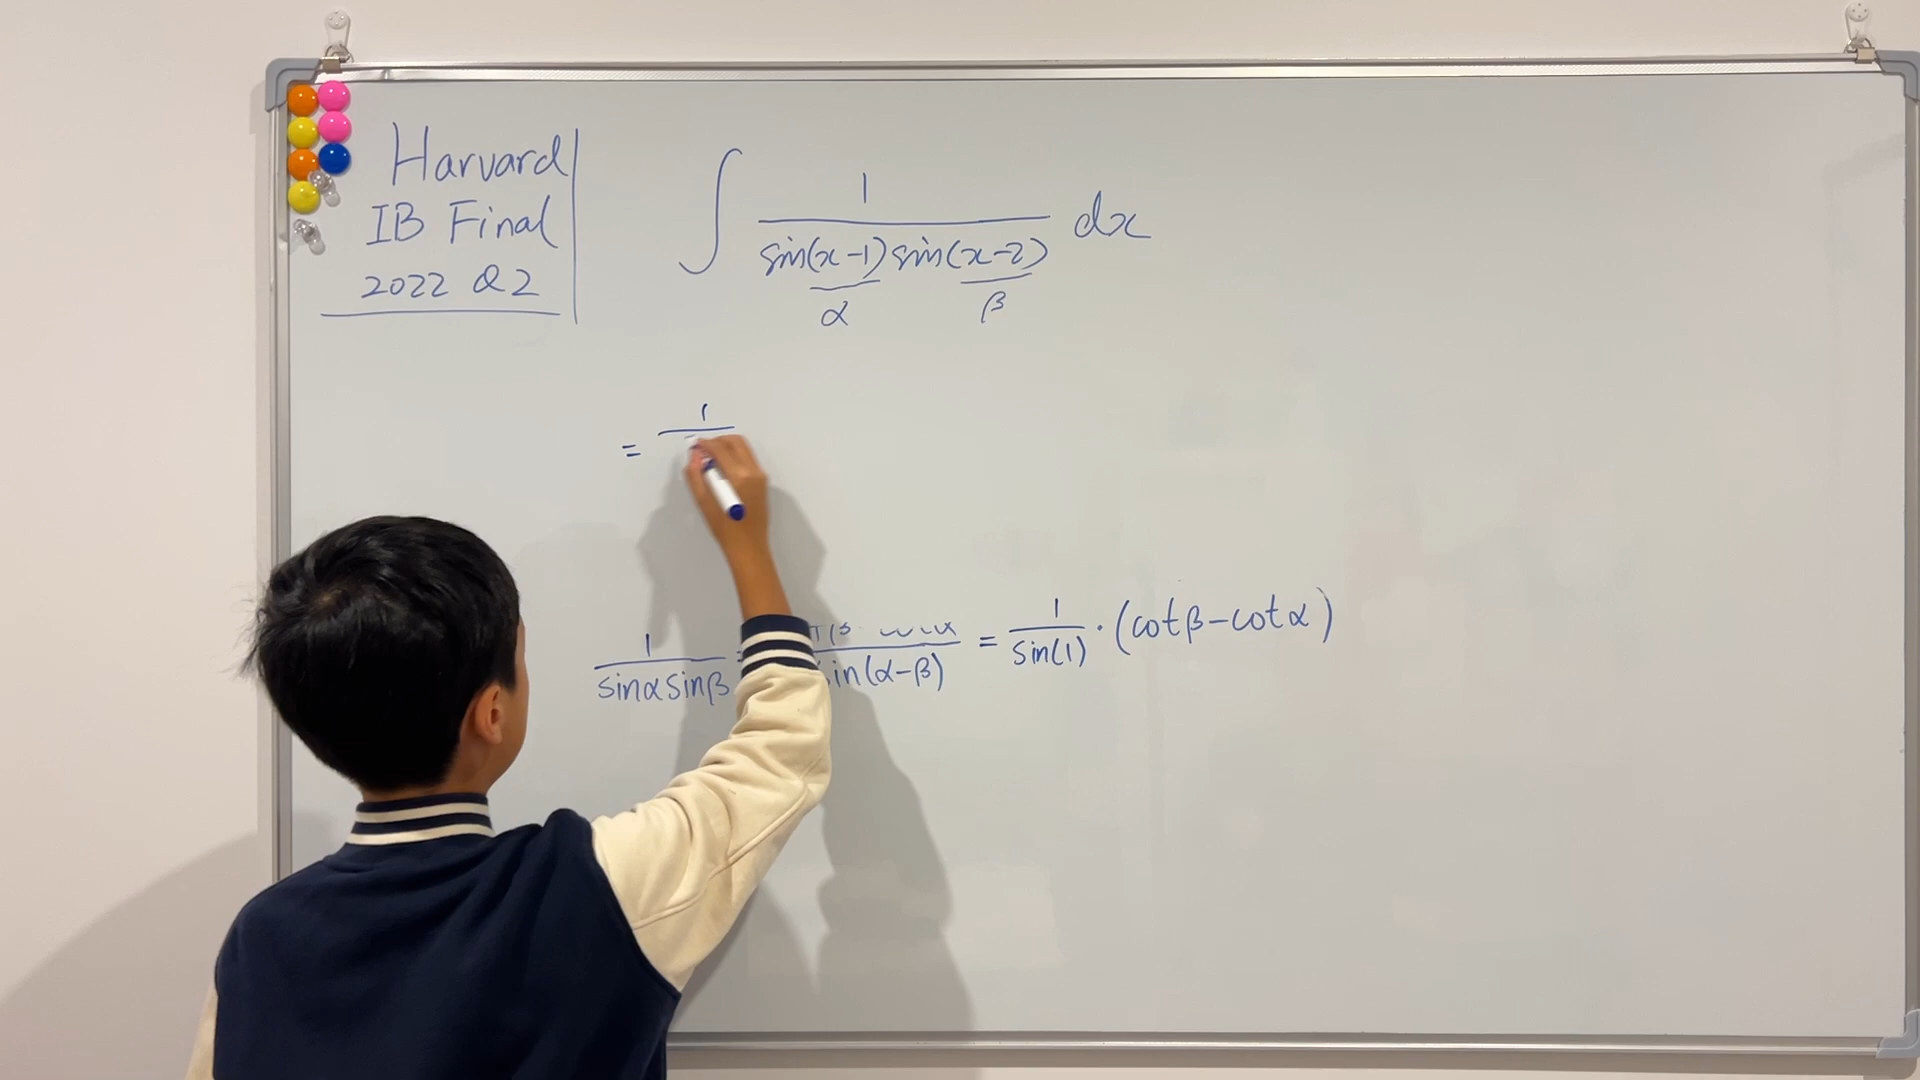 Harvard
IB Final
2022 Q2
∫ 1 / sin(x-1) sin(x-2) dx
α β
= 1
1 / sinα sinβ = sin(α-β) = 1 / sin(1) · (cotβ - cotα)